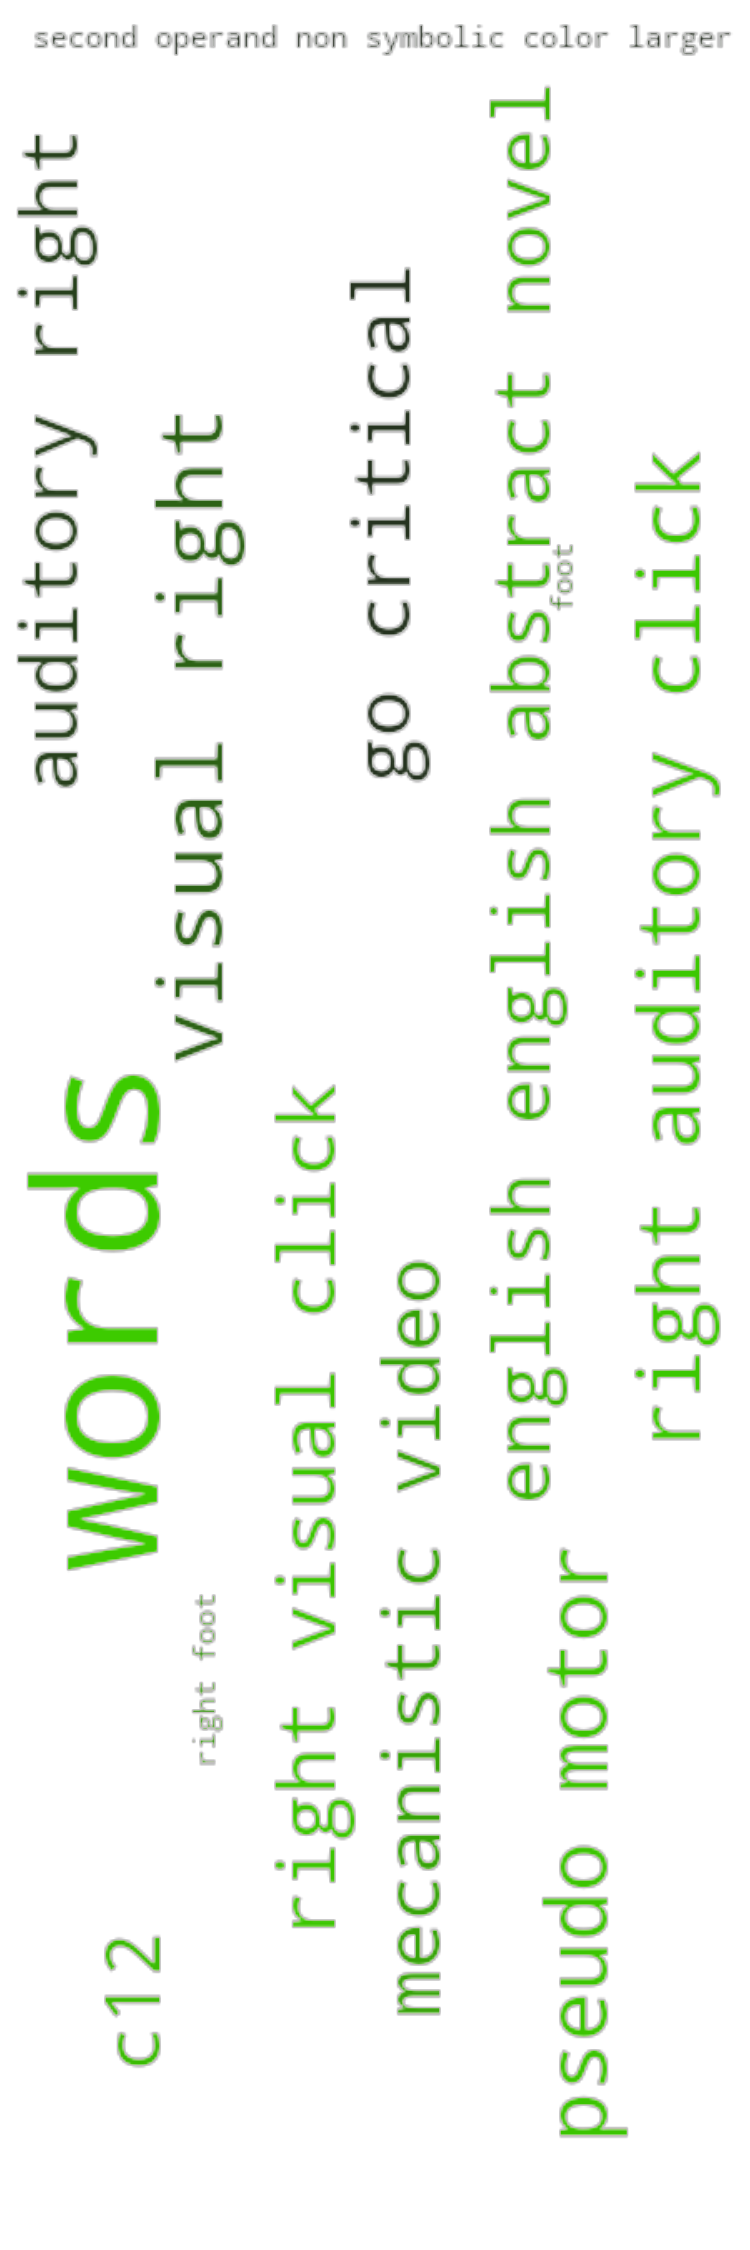 second operand non symbolic color larger
auditory right
visual right
go critical
english english abstract novel
foot
right auditory click
words
right visual click
mecanistic video
right foot
pseudo motor
c12